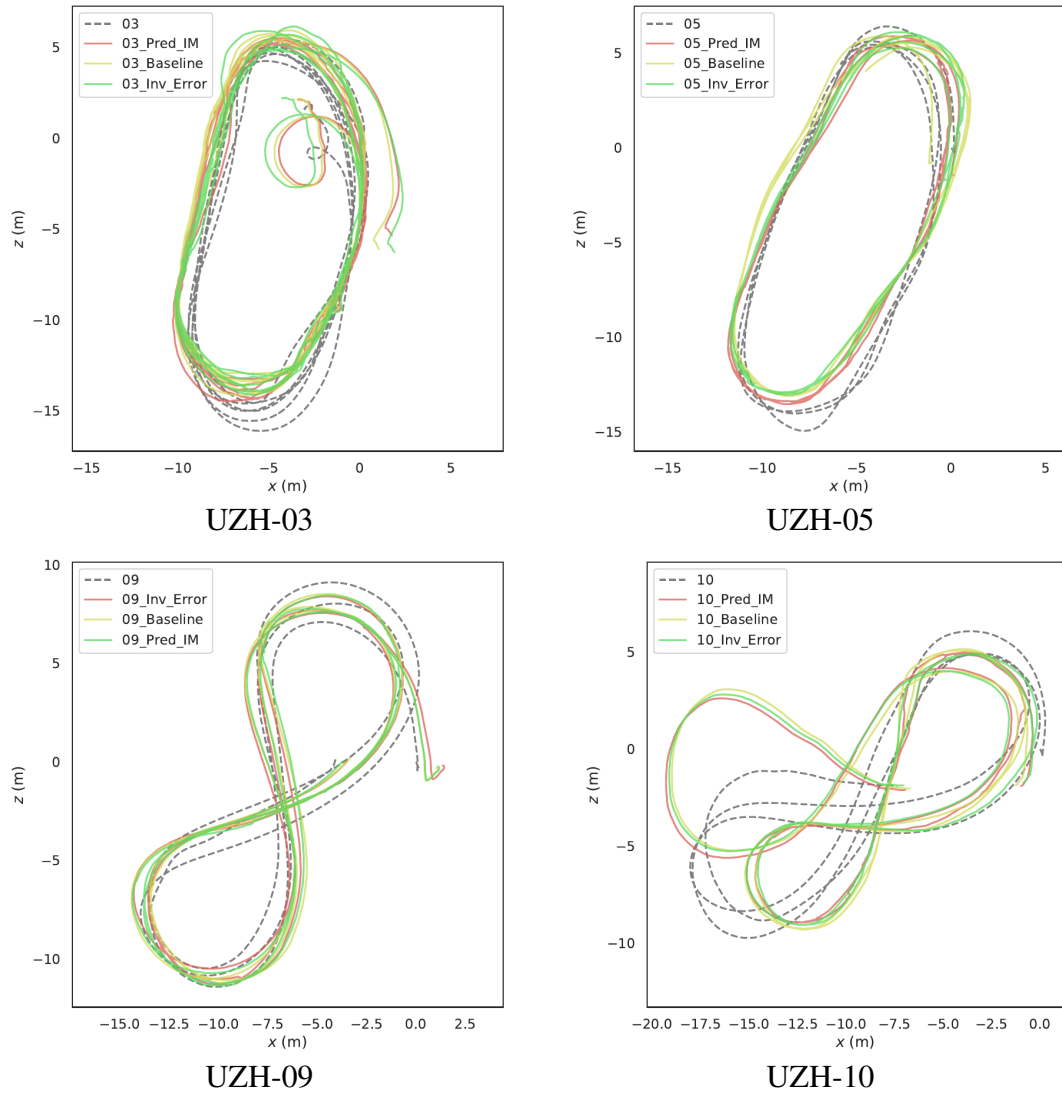 03
03_Pred_IM
03_Baseline
03_Inv_Error
5
0
−5
−10
−15
z (m)
−15 −10 −5 0 5
x (m)
UZH-03
05
05_Pred_IM
05_Baseline
05_Inv_Error
5
0
−5
−10
−15
z (m)
−15 −10 −5 0 5
x (m)
UZH-05
09
09_Inv_Error
09_Baseline
09_Pred_IM
10
5
0
−5
−10
z (m)
−15.0 −12.5 −10.0 −7.5 −5.0 −2.5 0.0 2.5
x (m)
UZH-09
10
10_Pred_IM
10_Baseline
10_Inv_Error
5
0
−5
−10
z (m)
−20.0 −17.5 −15.0 −12.5 −10.0 −7.5 −5.0 −2.5 0.0
x (m)
UZH-10